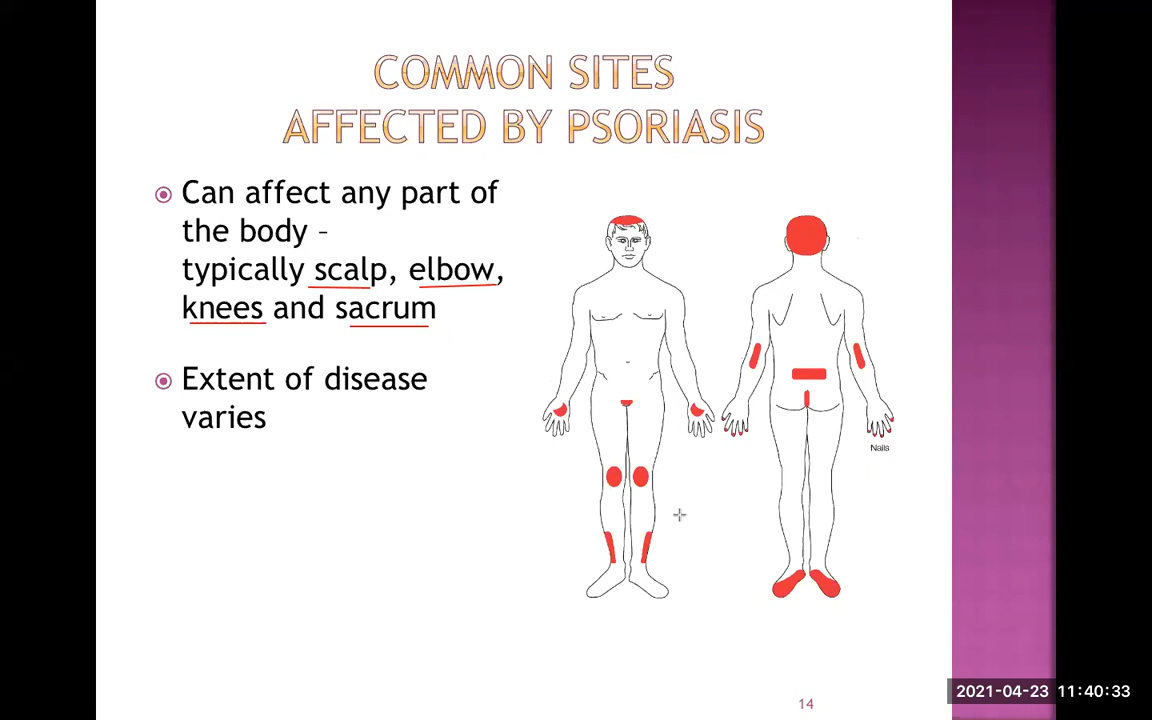 COMMON SITES
AFFECTED BY PSORIASIS
Can affect any part of
the body –
typically scalp, elbow,
knees and sacrum
Extent of disease
varies
Nails
14
2021-04-23 11:40:33